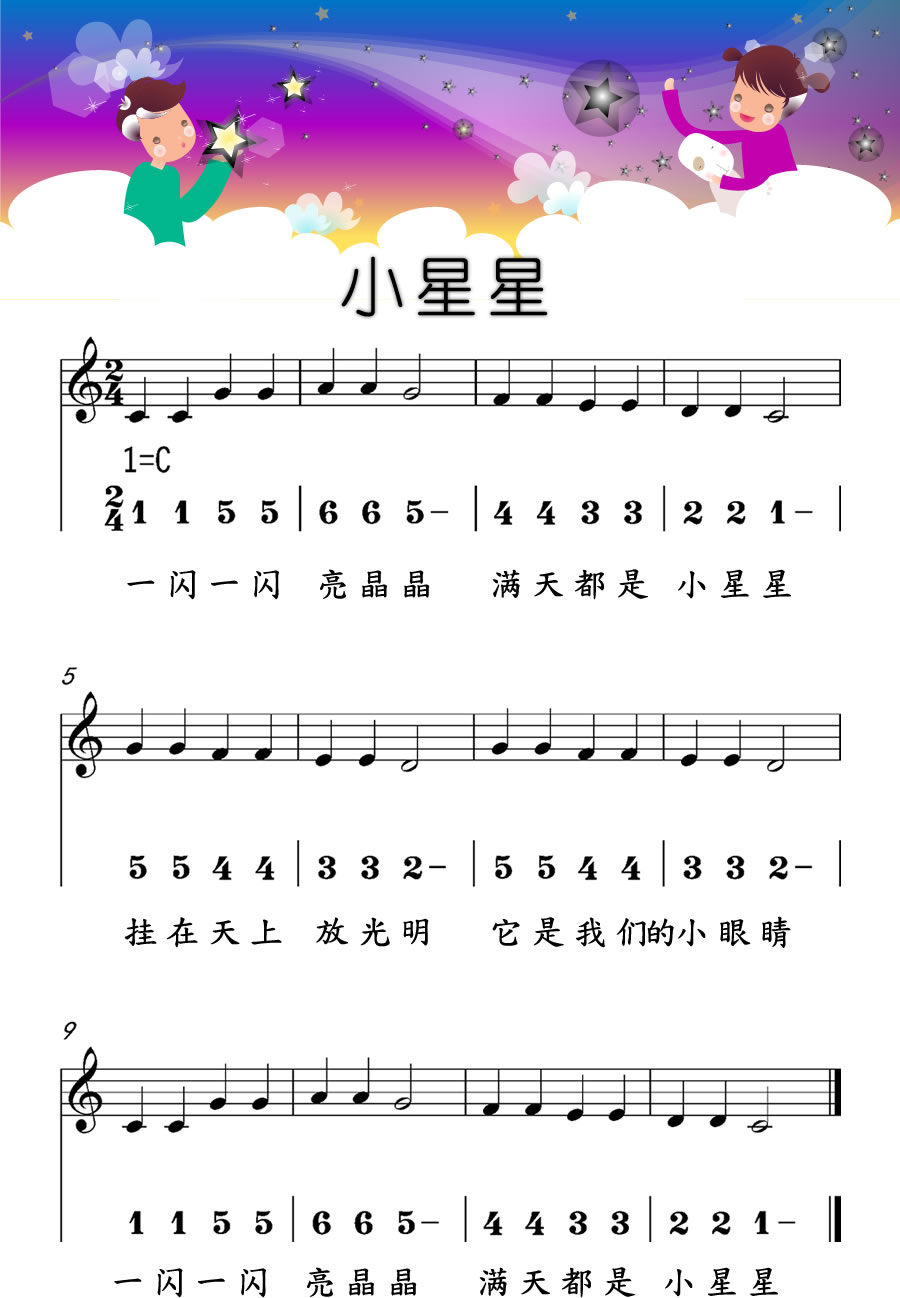 小星星
2/4
1=C
2/4 1 1 5 5 | 6 6 5 – | 4 4 3 3 | 2 2 1 – |
一闪一闪 亮晶晶 满天都是 小星星
5
5 5 4 4 | 3 3 2 – | 5 5 4 4 | 3 3 2 – |
挂在天上 放光明 它是我们的小眼睛
9
1 1 5 5 | 6 6 5 – | 4 4 3 3 | 2 2 1 – ‖
一闪一闪 亮晶晶 满天都是 小星星